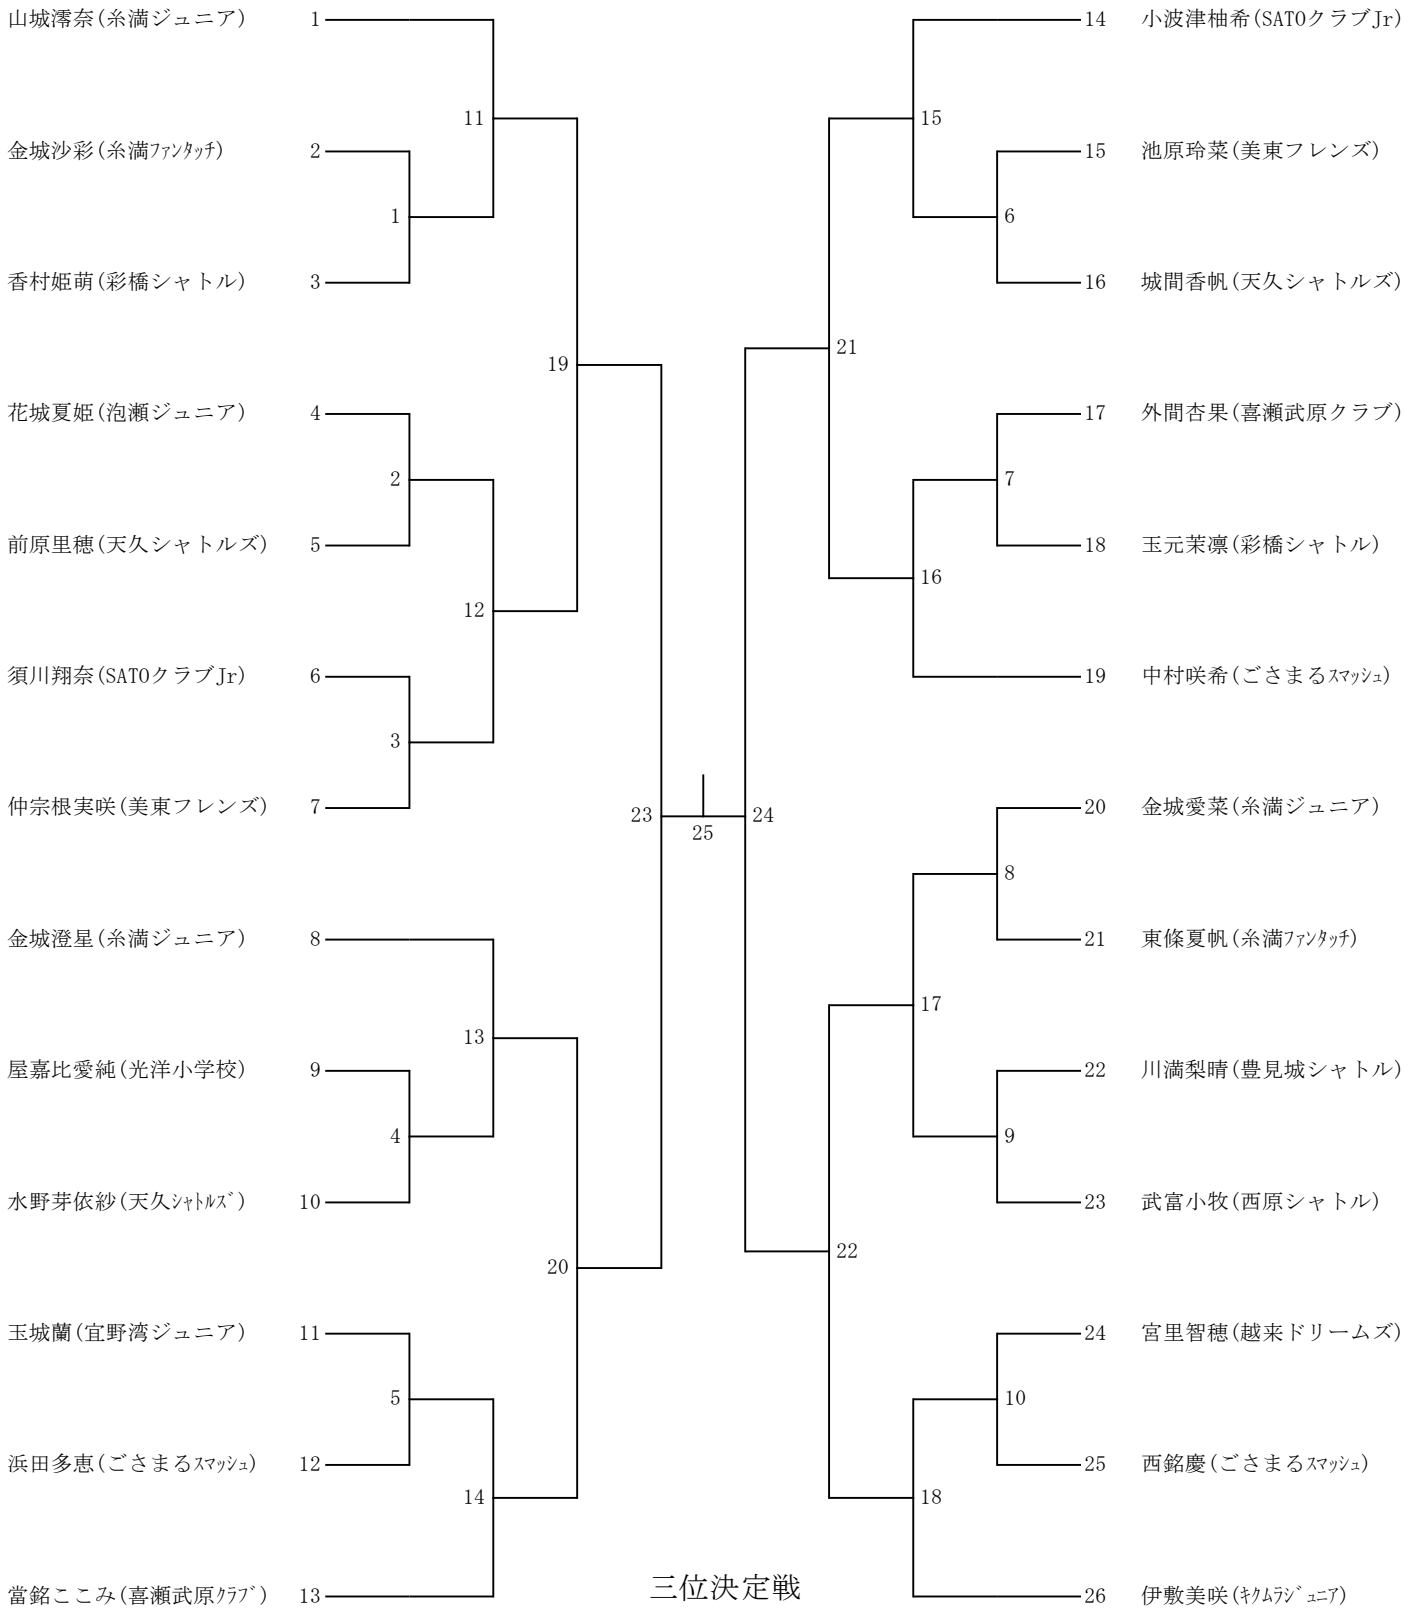 山城澪奈(糸満ジュニア) 1
11
金城沙彩(糸満ファンタッチ) 2
1
香村姫萌(彩橋シャトル) 3
19
花城夏姫(泡瀬ジュニア) 4
2
前原里穂(天久シャトルズ) 5
12
須川翔奈(SATOクラブJr) 6
3
仲宗根実咲(美東フレンズ) 7
23
金城澄星(糸満ジュニア) 8
13
屋嘉比愛純(光洋小学校) 9
4
水野芽依紗(天久シャトルズ) 10
20
玉城蘭(宜野湾ジュニア) 11
5
浜田多恵(ごさまるスマッシュ) 12
14
當銘ここみ(喜瀬武原クラブ) 13
25
14 小波津柚希(SATOクラブJr)
15
15 池原玲菜(美東フレンズ)
6
16 城間香帆(天久シャトルズ)
21
17 外間杏果(喜瀬武原クラブ)
7
18 玉元茉凛(彩橋シャトル)
16
19 中村咲希(ごさまるスマッシュ)
24
20 金城愛菜(糸満ジュニア)
8
21 東條夏帆(糸満ファンタッチ)
17
22 川満梨晴(豊見城シャトル)
9
23 武富小牧(西原シャトル)
22
24 宮里智穂(越来ドリームズ)
10
25 西銘慶(ごさまるスマッシュ)
18
26 伊敷美咲(キクムラジュニア)
三位決定戦